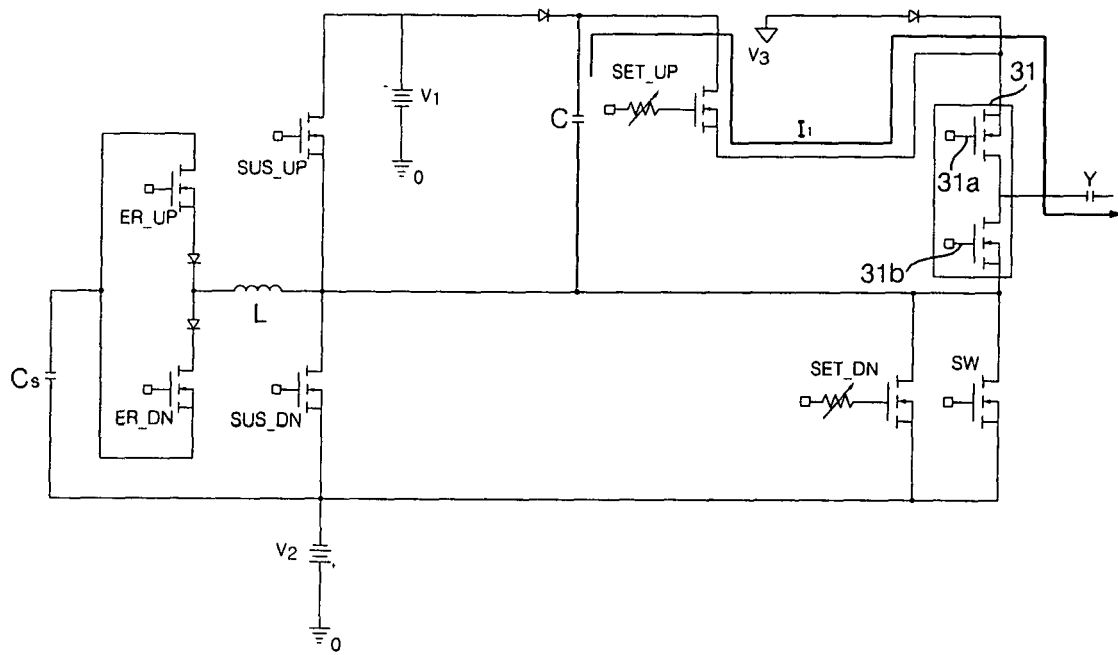 V3
SET_UP
31
V1
C
I1
SUS_UP
0
31a
Y
ER_UP
31b
L
SET_DN
SW
Cs
ER_DN
SUS_DN
V2
0